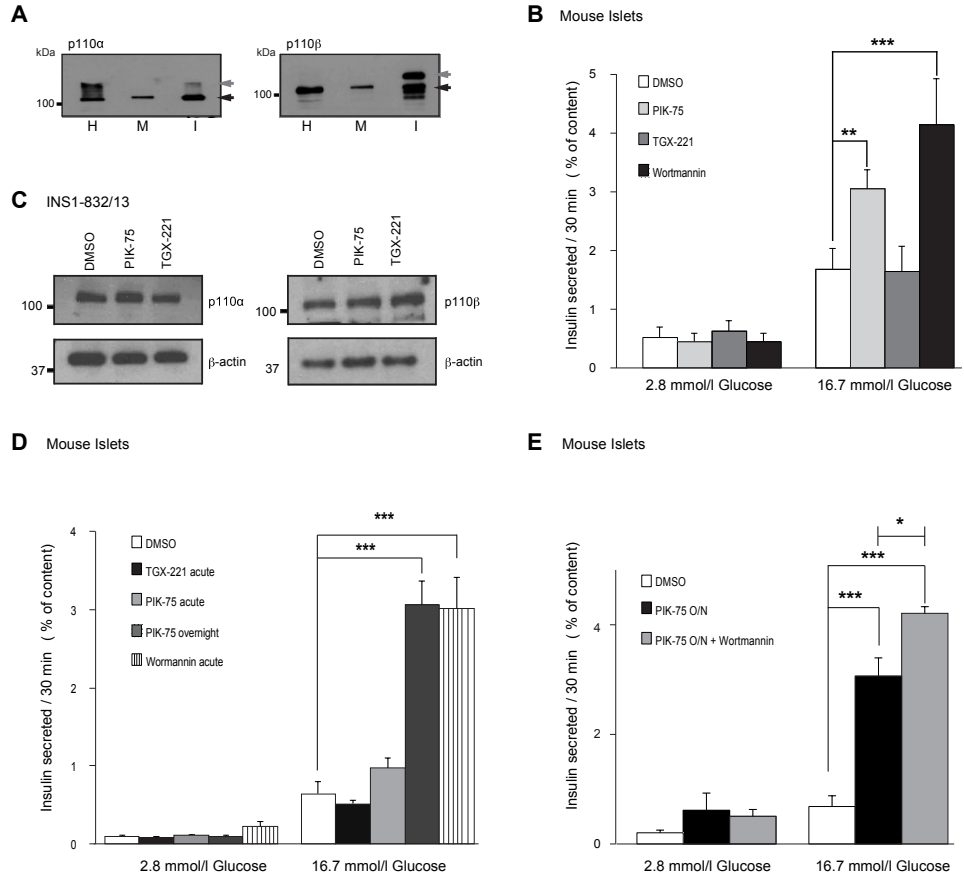 A
kDa
p110α
100
H M I
kDa
p110β
100
H M I
B Mouse Islets
Insulin secreted / 30 min ( % of content)
5
4
3
2
1
0
DMSO
PIK-75
TGX-221
Wortmannin
**
***
2.8 mmol/l Glucose
16.7 mmol/l Glucose
C INS1-832/13
DMSO
PIK-75
TGX-221
100
p110α
37
β-actin
DMSO
PIK-75
TGX-221
100
p110β
37
β-actin
D Mouse Islets
Insulin secreted / 30 min ( % of content)
4
3
2
1
0
DMSO
TGX-221 acute
PIK-75 acute
PIK-75 overnight
Wormannin acute
***
***
2.8 mmol/l Glucose
16.7 mmol/l Glucose
E Mouse Islets
Insulin secreted / 30 min ( % of content)
4
4
2
0
DMSO
PIK-75 O/N
PIK-75 O/N + Wortmannin
*
***
***
2.8 mmol/l Glucose
16.7 mmol/l Glucose